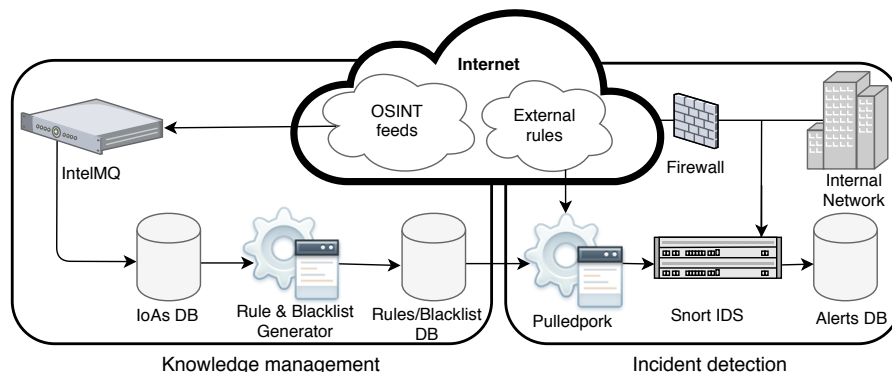 Internet
OSINT
feeds
External
rules
IntelMQ
Firewall
Internal
Network
IoAs DB
Rule & Blacklist
Generator
Rules/Blacklist
DB
Pulledpork
Snort IDS
Alerts DB
Knowledge management
Incident detection